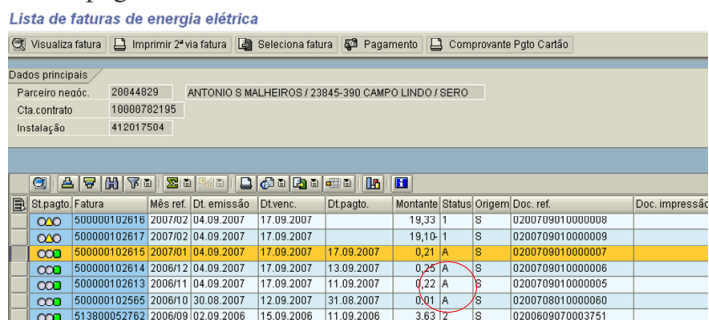 Lista de faturas de energia elétrica
Visualiza fatura Imprimir 2ª via fatura Seleciona fatura Pagamento Comprovante Pgto Cartão
Dados principais
Parceiro negóc. 20044829 ANTONIO S MALHEIROS / 23845-390 CAMPO LINDO / SERO
Cta.contrato 10000782195
Instalação 412017504
St.pagto. Fatura Mês ref. Dt. emissão Dt.venc. Dt.pagto. Montante Status Origem Doc. ref. Doc. impressão
500000102616 2007/02 04.09.2007 17.09.2007 19,33 1 S 0200709010000008
500000102617 2007/02 04.09.2007 17.09.2007 19,10- 1 S 0200709010000009
500000102615 2007/01 04.09.2007 17.09.2007 17.09.2007 0,21 A S 0200709010000007
500000102614 2006/12 04.09.2007 17.09.2007 13.09.2007 0,25 A S 0200709010000006
500000102613 2006/11 04.09.2007 17.09.2007 11.09.2007 0,22 A S 0200709010000005
500000102565 2006/10 30.08.2007 12.09.2007 31.08.2007 0,01 A S 0200708010000060
513800052762 2006/09 02.09.2006 15.09.2006 11.09.2006 3,63 2 S 0200609070003751